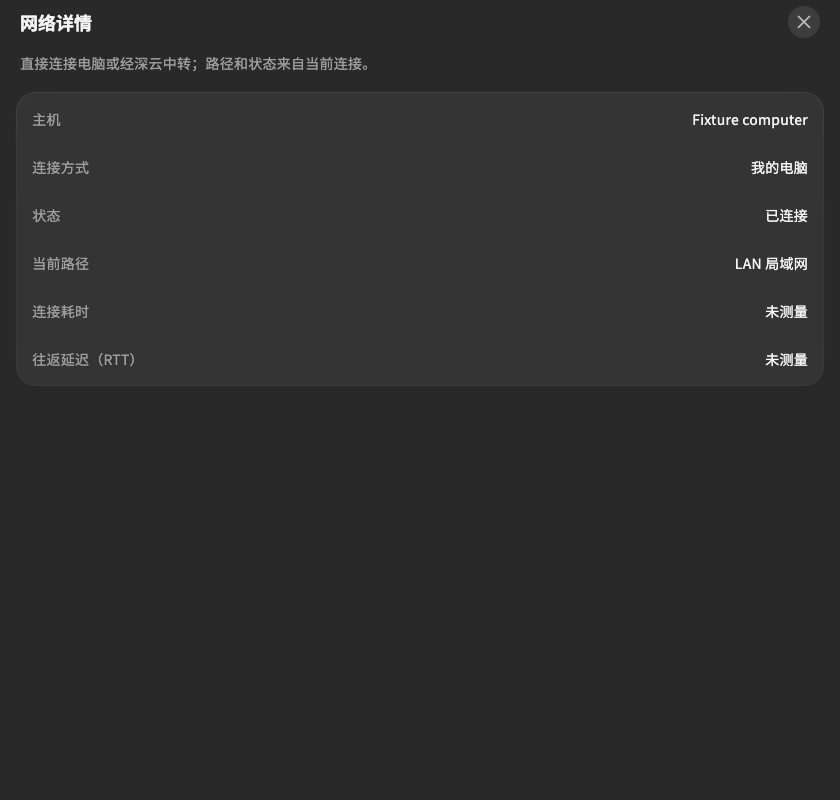 网络详情
直接连接电脑或经深云中转；路径和状态来自当前连接。
主机 Fixture computer
连接方式 我的电脑
状态 已连接
当前路径 LAN 局域网
连接耗时 未测量
往返延迟（RTT） 未测量